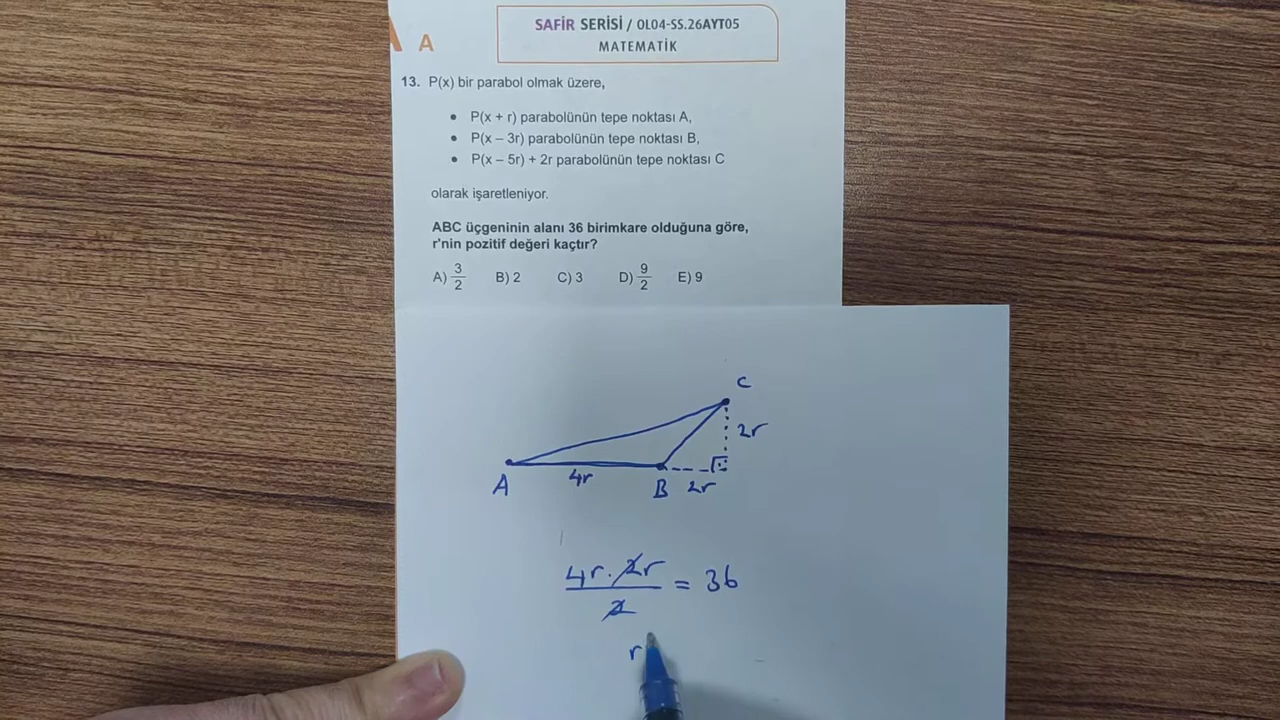 A
SAFİR SERİSİ / OL04-SS.26AYT05
MATEMATİK
13. P(x) bir parabol olmak üzere,
• P(x + r) parabolünün tepe noktası A,
• P(x – 3r) parabolünün tepe noktası B,
• P(x – 5r) + 2r parabolünün tepe noktası C
olarak işaretleniyor.
ABC üçgeninin alanı 36 birimkare olduğuna göre,
r'nin pozitif değeri kaçtır?
A) 3/2 B) 2 C) 3 D) 9/2 E) 9
C
2r
4r
A B 2r
4r . 2r / 2 = 36
r